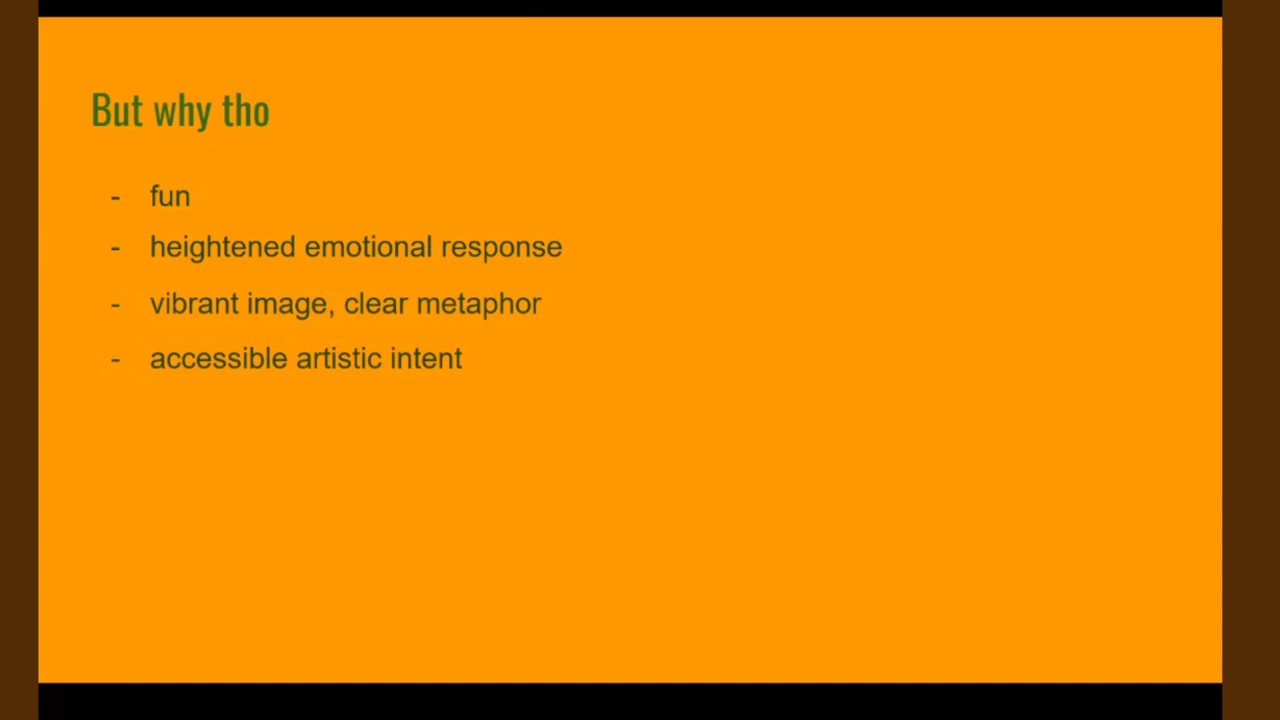 But why tho
- fun
- heightened emotional response
- vibrant image, clear metaphor
- accessible artistic intent